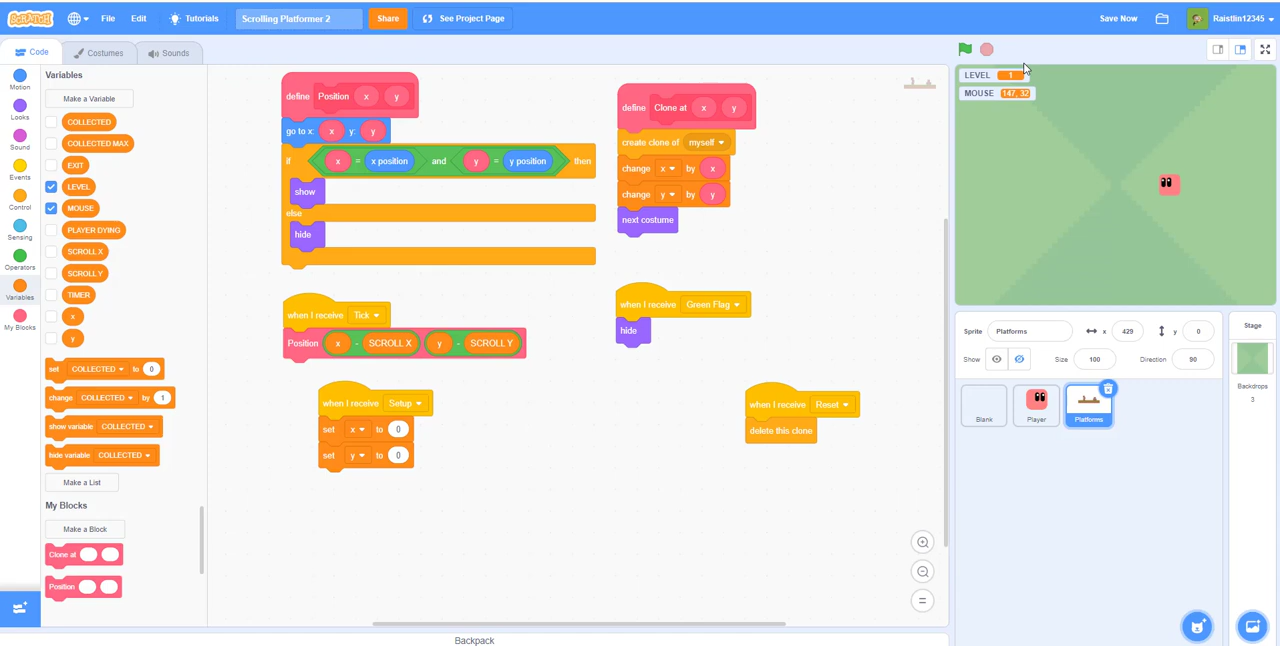 SCRATCH File Edit Tutorials Scrolling Platformer 2 Share See Project Page Save Now Raistlin12345
Code Costumes Sounds
Motion
Looks
Sound
Events
Control
Sensing
Operators
Variables
My Blocks
Variables
Make a Variable
COLLECTED
COLLECTED MAX
EXIT
LEVEL
MOUSE
PLAYER DYING
SCROLL X
SCROLL Y
TIMER
x
y
set COLLECTED to 0
change COLLECTED by 1
show variable COLLECTED
hide variable COLLECTED
Make a List
My Blocks
Make a Block
Clone at
Position
define Position x y
go to x: x y: y
if x = x position and y = y position then
show
else
hide
when I receive Tick
Position x - SCROLL X y - SCROLL Y
when I receive Setup
set x to 0
set y to 0
define Clone at x y
create clone of myself
change x by x
change y by y
next costume
when I receive Green Flag
hide
when I receive Reset
delete this clone
Backpack
LEVEL 1
MOUSE 147, 32
Sprite Platforms x 429 y 0
Show Size 100 Direction 90
Blank
Player
Platforms
Stage
Backdrops
3